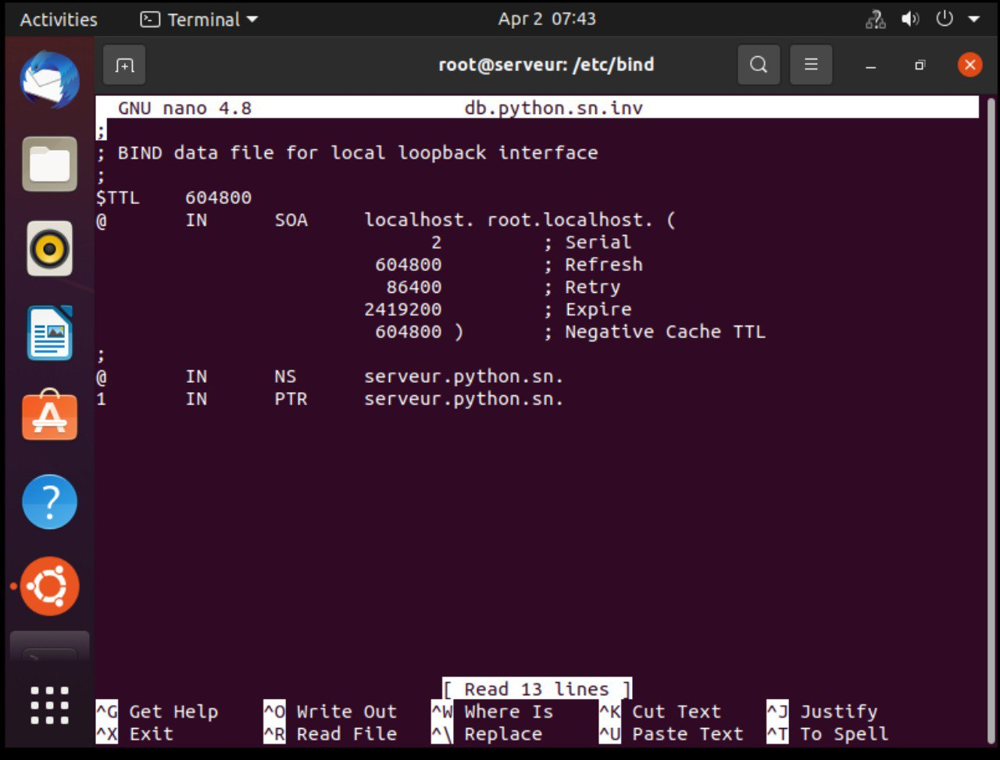 Activities Terminal Apr 2 07:43
root@serveur: /etc/bind
GNU nano 4.8 db.python.sn.inv
;
; BIND data file for local loopback interface
;
$TTL 604800
@ IN SOA localhost. root.localhost. (
2 ; Serial
604800 ; Refresh
86400 ; Retry
2419200 ; Expire
604800 ) ; Negative Cache TTL
;
@ IN NS serveur.python.sn.
1 IN PTR serveur.python.sn.
[ Read 13 lines ]
^G Get Help ^O Write Out ^W Where Is ^K Cut Text ^J Justify
^X Exit ^R Read File ^\ Replace ^U Paste Text ^T To Spell